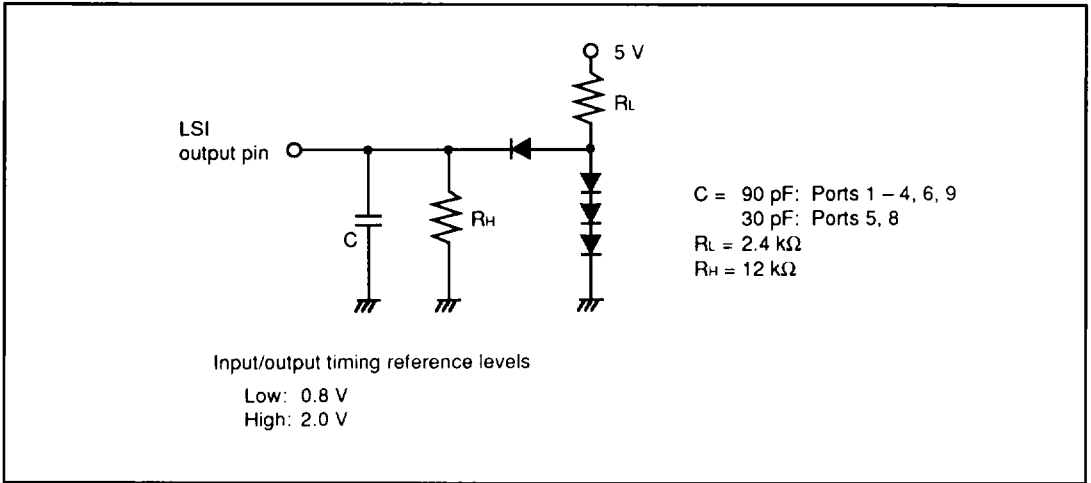 5 V
RL
LSI
output pin
C
RH
C = 90 pF: Ports 1 – 4, 6, 9
30 pF: Ports 5, 8
RL = 2.4 kΩ
RH = 12 kΩ
Input/output timing reference levels
Low: 0.8 V
High: 2.0 V